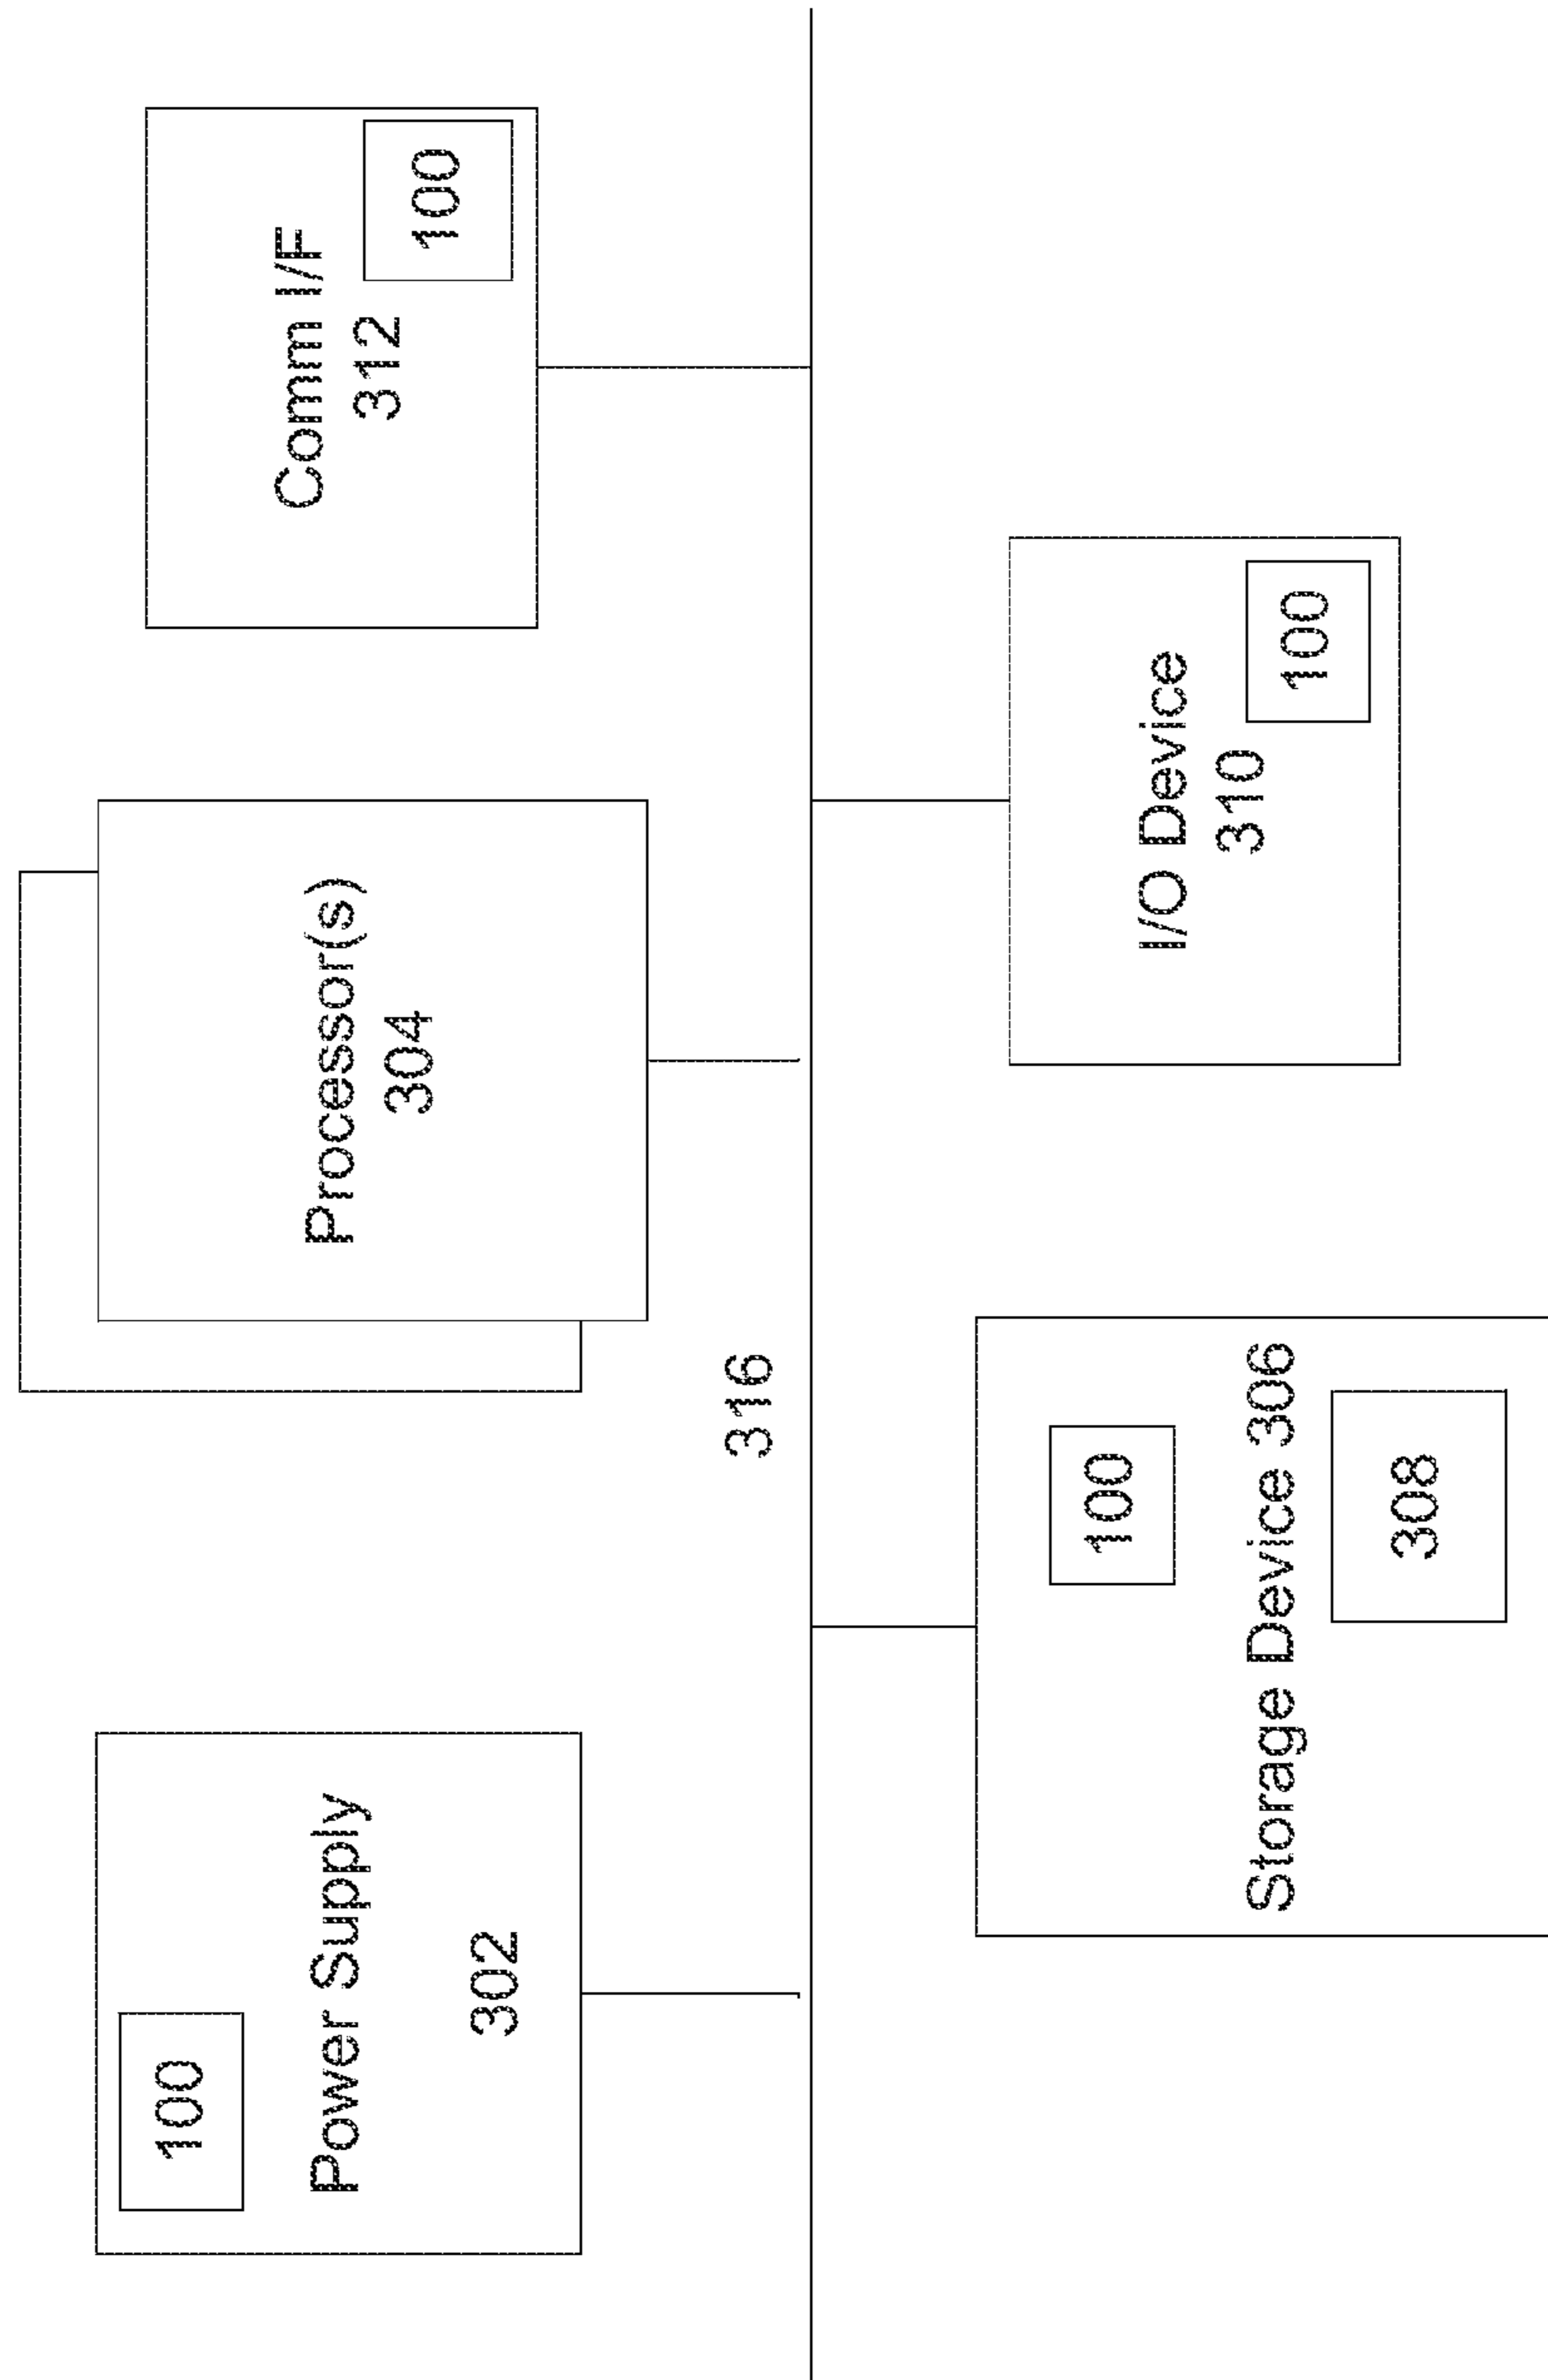 100
Power Supply
302
Processor(s)
304
Comm I/F
312
100
316
100
Storage Device 306
308
I/O Device
310
100